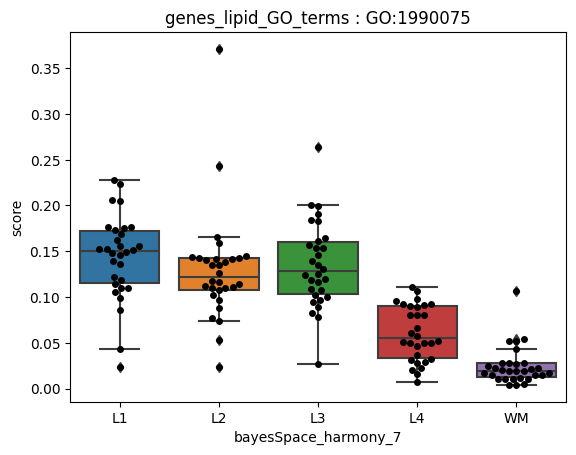 genes_lipid_GO_terms : GO:1990075
score
0.35
0.30
0.25
0.20
0.15
0.10
0.05
0.00
L1 L2 L3 L4 WM
bayesSpace_harmony_7